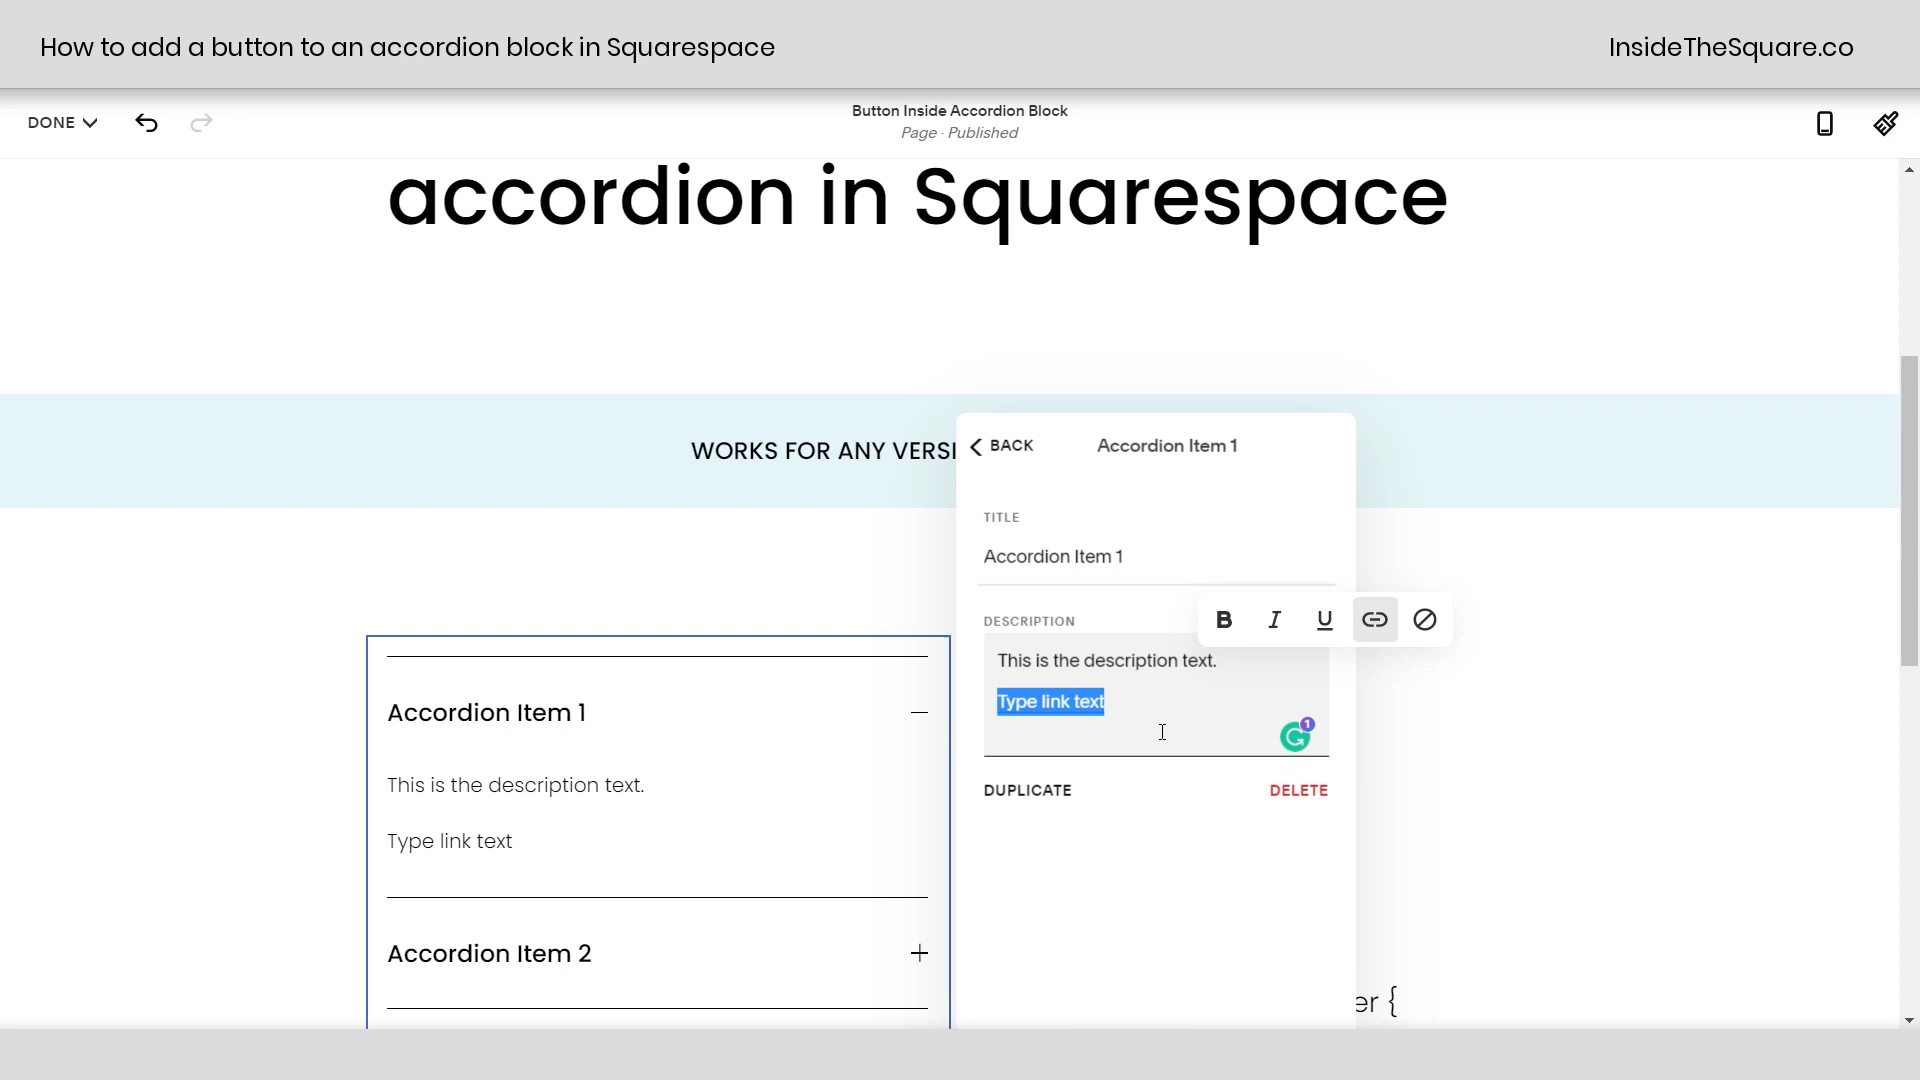 How to add a button to an accordion block in Squarespace
InsideTheSquare.co
DONE
Button Inside Accordion Block
Page · Published
accordion in Squarespace
WORKS FOR ANY VERSI
BACK
Accordion Item 1
TITLE
Accordion Item 1
DESCRIPTION
B I U
This is the description text.
Type link text
1
DUPLICATE
DELETE
Accordion Item 1
This is the description text.
Type link text
Accordion Item 2
er {